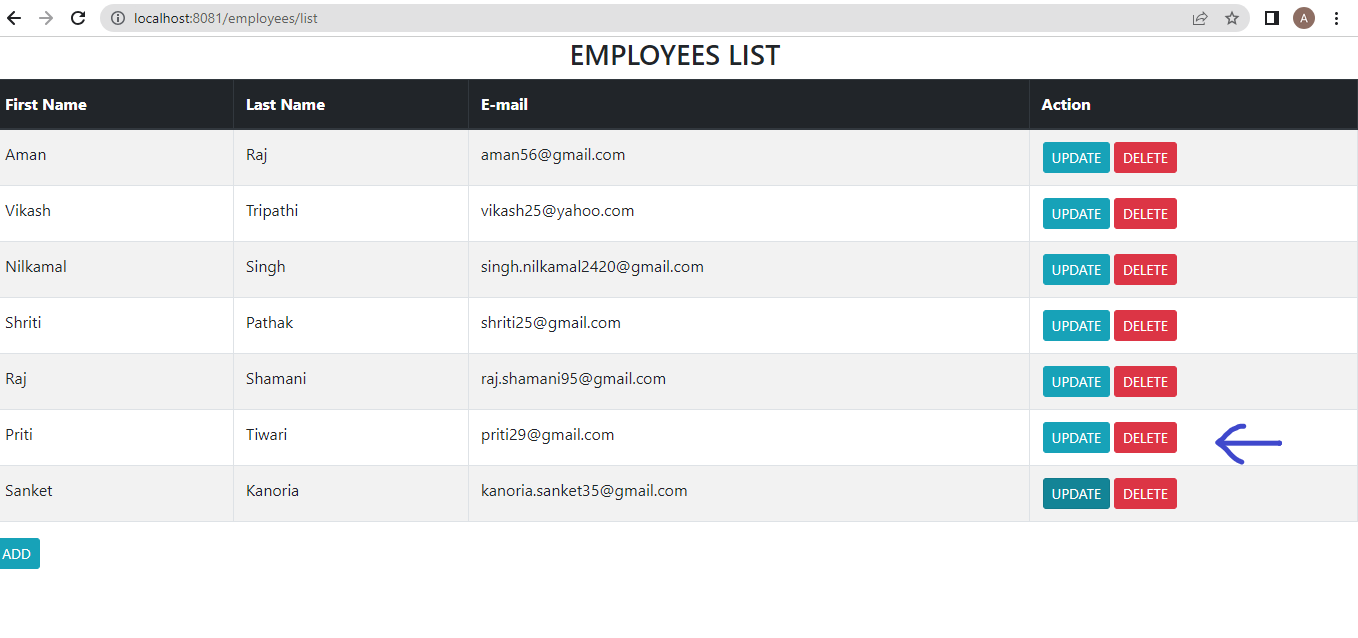 localhost:8081/employees/list
A
EMPLOYEES LIST
First Name Last Name E-mail Action
Aman Raj aman56@gmail.com UPDATE DELETE
Vikash Tripathi vikash25@yahoo.com UPDATE DELETE
Nilkamal Singh singh.nilkamal2420@gmail.com UPDATE DELETE
Shriti Pathak shriti25@gmail.com UPDATE DELETE
Raj Shamani raj.shamani95@gmail.com UPDATE DELETE
Priti Tiwari priti29@gmail.com UPDATE DELETE
Sanket Kanoria kanoria.sanket35@gmail.com UPDATE DELETE
ADD